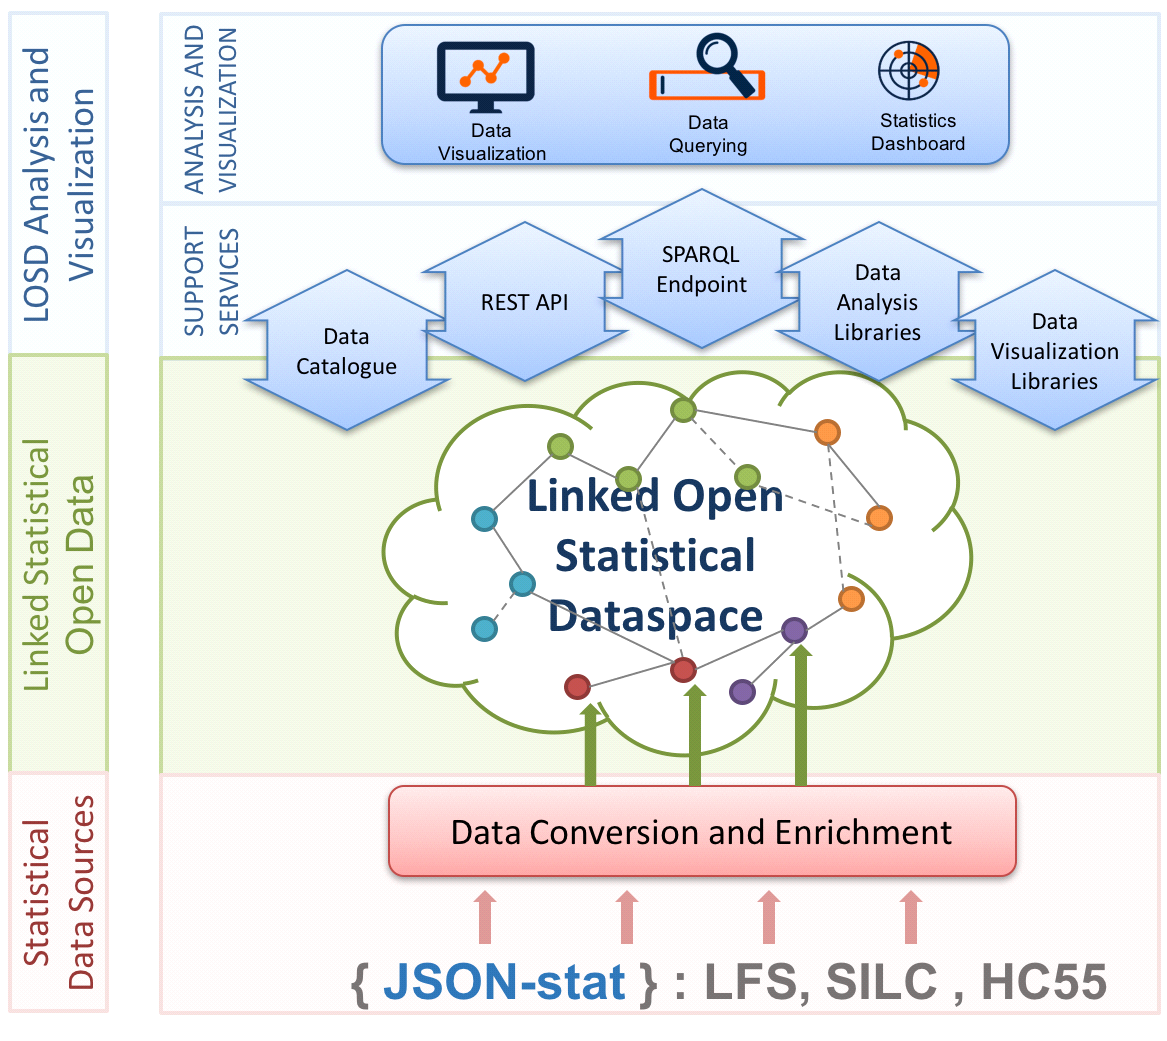 LOSD Analysis and
Visualization
ANALYSIS AND
VISUALIZATION
Data
Visualization
Data
Querying
Statistics
Dashboard
SUPPORT
SERVICES
Data
Catalogue
REST API
SPARQL
Endpoint
Data
Analysis
Libraries
Data
Visualization
Libraries
Linked Statistical
Open Data
Linked Open
Statistical
Dataspace
Statistical
Data Sources
Data Conversion and Enrichment
{ JSON-stat } : LFS, SILC , HC55